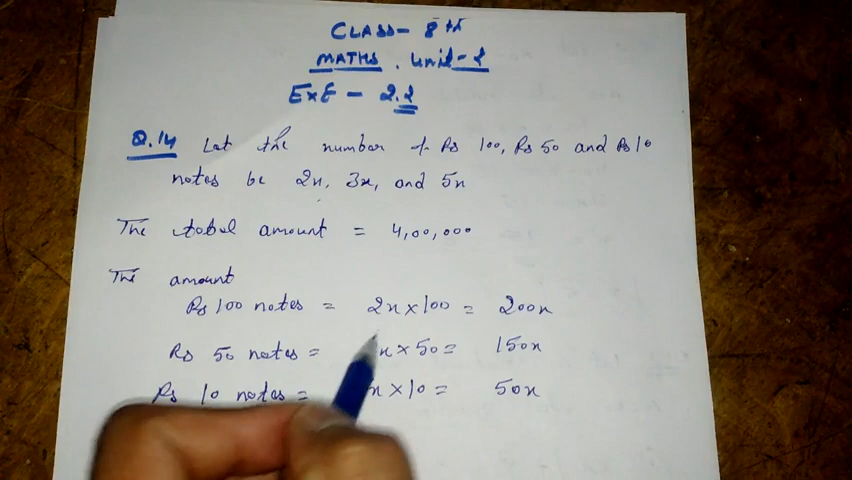 CLASS- 8th
MATHS. Unit-2
EXE - 2.2
Q.14 Let the number of Rs 100, Rs 50 and Rs 10
notes be 2x, 3x, and 5x
The total amount = 4,00,000
The amount
Rs 100 notes = 2x × 100 = 200x
Rs 50 notes = x × 50 = 150x
Rs 10 notes = x × 10 = 50x